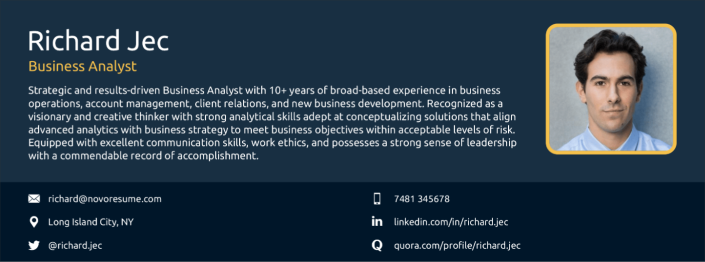 Richard Jec
Business Analyst
Strategic and results-driven Business Analyst with 10+ years of broad-based experience in business
operations, account management, client relations, and new business development. Recognized as a
visionary and creative thinker with strong analytical skills adept at conceptualizing solutions that align
advanced analytics with business strategy to meet business objectives within acceptable levels of risk.
Equipped with excellent communication skills, work ethics, and possesses a strong sense of leadership
with a commendable record of accomplishment.
richard@novoresume.com
7481 345678
Long Island City, NY
linkedin.com/in/richard.jec
@richard.jec
quora.com/profile/richard.jec